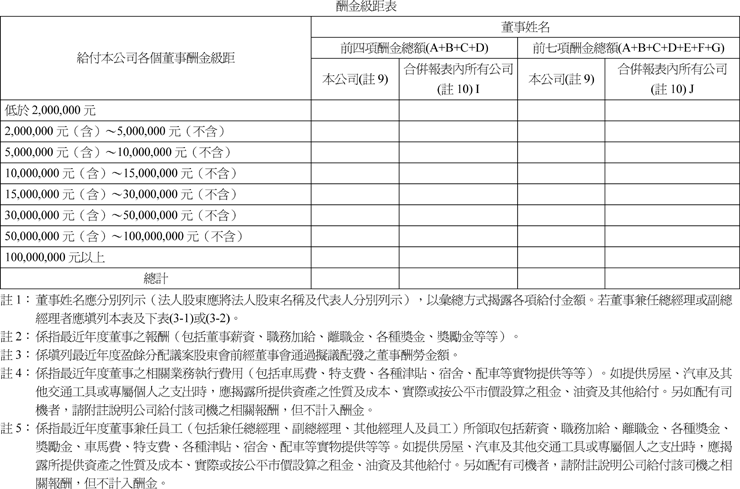 酬金級距表
董事姓名
給付本公司各個董事酬金級距
前四項酬金總額(A+B+C+D)
前七項酬金總額(A+B+C+D+E+F+G)
本公司(註 9)
合併報表內所有公司
(註 10) I
本公司(註 9)
合併報表內所有公司
(註 10) J
低於 2,000,000 元
2,000,000 元（含）～5,000,000 元（不含）
5,000,000 元（含）～10,000,000 元（不含）
10,000,000 元（含）～15,000,000 元（不含）
15,000,000 元（含）～30,000,000 元（不含）
30,000,000 元（含）～50,000,000 元（不含）
50,000,000 元（含）～100,000,000 元（不含）
100,000,000 元以上
總計
註 1： 董事姓名應分別列示（法人股東應將法人股東名稱及代表人分別列示），以彙總方式揭露各項給付金額。若董事兼任總經理或副總
經理者應填列本表及下表(3-1)或(3-2)。
註 2： 係指最近年度董事之報酬（包括董事薪資、職務加給、離職金、各種獎金、獎勵金等等）。
註 3： 係填列最近年度盈餘分配議案股東會前經董事會通過擬議配發之董事酬勞金額。
註 4： 係指最近年度董事之相關業務執行費用（包括車馬費、特支費、各種津貼、宿舍、配車等實物提供等等）。如提供房屋、汽車及其
他交通工具或專屬個人之支出時，應揭露所提供資產之性質及成本、實際或按公平市價設算之租金、油資及其他給付。另如配有司
機者，請附註說明公司給付該司機之相關報酬，但不計入酬金。
註 5： 係指最近年度董事兼任員工（包括兼任總經理、副總經理、其他經理人及員工）所領取包括薪資、職務加給、離職金、各種獎金、
獎勵金、車馬費、特支費、各種津貼、宿舍、配車等實物提供等等。如提供房屋、汽車及其他交通工具或專屬個人之支出時，應揭
露所提供資產之性質及成本、實際或按公平市價設算之租金、油資及其他給付。另如配有司機者，請附註說明公司給付該司機之相
關報酬，但不計入酬金。